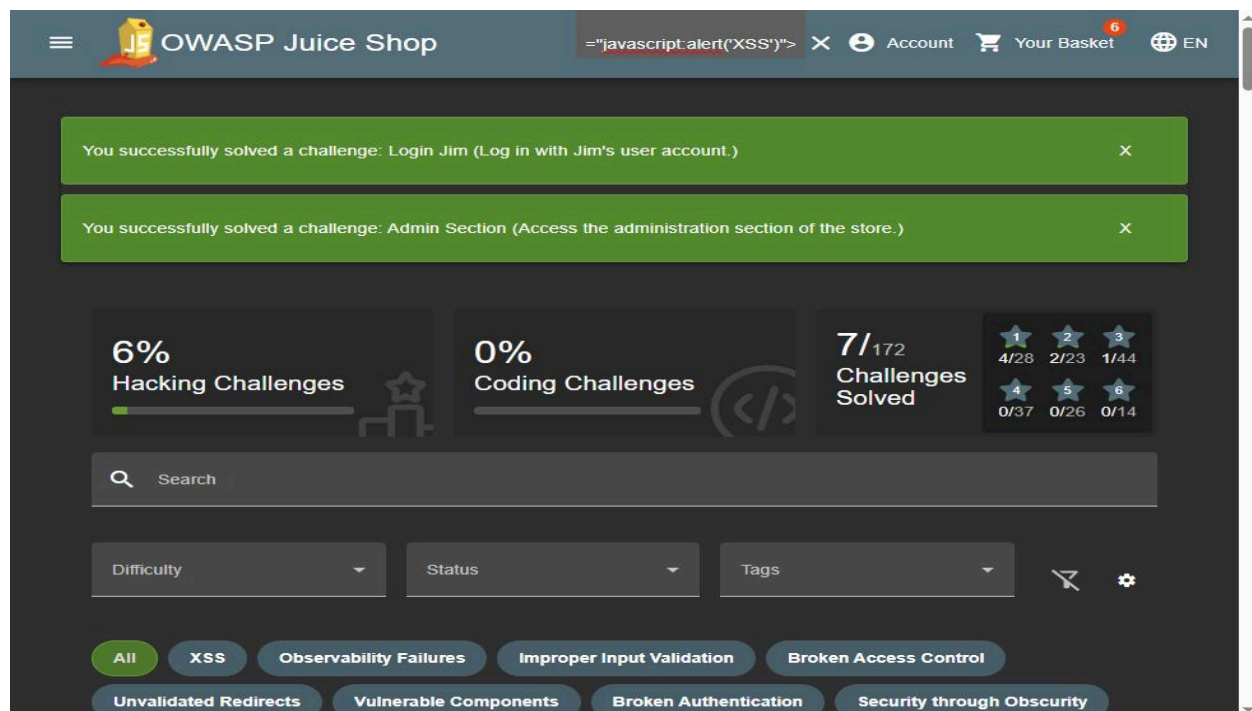 OWASP Juice Shop ="javascript:alert('XSS')"> X Account Your Basket 6 EN
You successfully solved a challenge: Login Jim (Log in with Jim's user account.) X
You successfully solved a challenge: Admin Section (Access the administration section of the store.) X
6%
Hacking Challenges
0%
Coding Challenges
7/172
Challenges
Solved
1 2 3
4/28 2/23 1/44
4 5 6
0/37 0/26 0/14
Search
Difficulty Status Tags
All XSS Observability Failures Improper Input Validation Broken Access Control
Unvalidated Redirects Vulnerable Components Broken Authentication Security through Obscurity